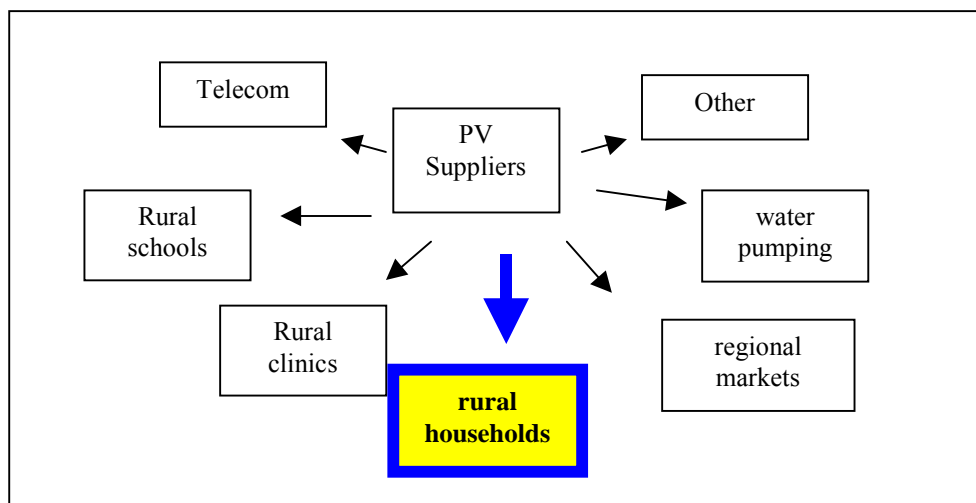 Telecom
PV
Suppliers
Other
Rural
schools
water
pumping
Rural
clinics
regional
markets
rural
households